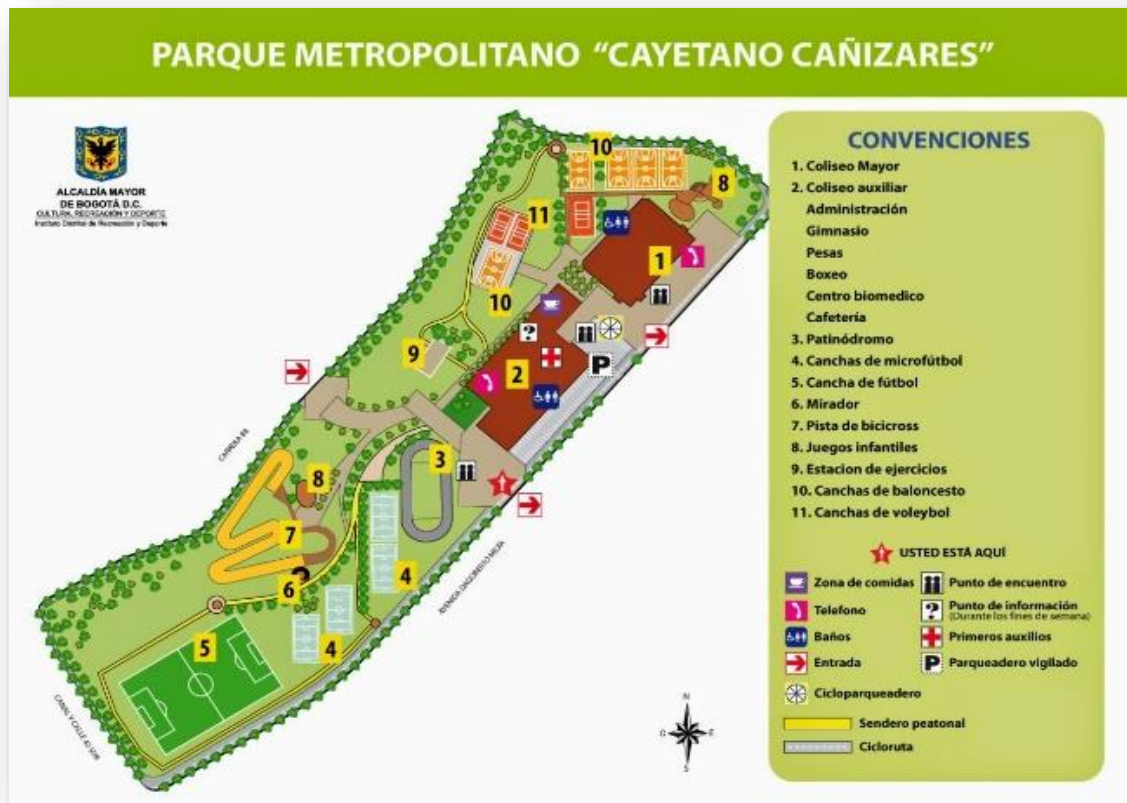 PARQUE METROPOLITANO “CAYETANO CAÑIZARES”
ALCALDÍA MAYOR
DE BOGOTÁ D.C.
CULTURA, RECREACIÓN Y DEPORTE
Instituto Distrital de Recreación y Deporte
10
8
11
1
10
9
2
3
8
7
4
6
5
4
P
?
CARRERA 86
AVENIDA DAGOBERTO MEJIA
CANAL Y CALLE 40 SUR
N
O
E
S
CONVENCIONES
1. Coliseo Mayor
2. Coliseo auxiliar
Administración
Gimnasio
Pesas
Boxeo
Centro biomedico
Cafetería
3. Patinódromo
4. Canchas de microfútbol
5. Cancha de fútbol
6. Mirador
7. Pista de bicicross
8. Juegos infantiles
9. Estacion de ejercicios
10. Canchas de baloncesto
11. Canchas de voleybol
USTED ESTÁ AQUÍ
Zona de comidas
Punto de encuentro
Telefono
? Punto de información
(Durante los fines de semana)
Baños
Primeros auxilios
Entrada
P Parqueadero vigilado
Cicloparqueadero
Sendero peatonal
Cicloruta